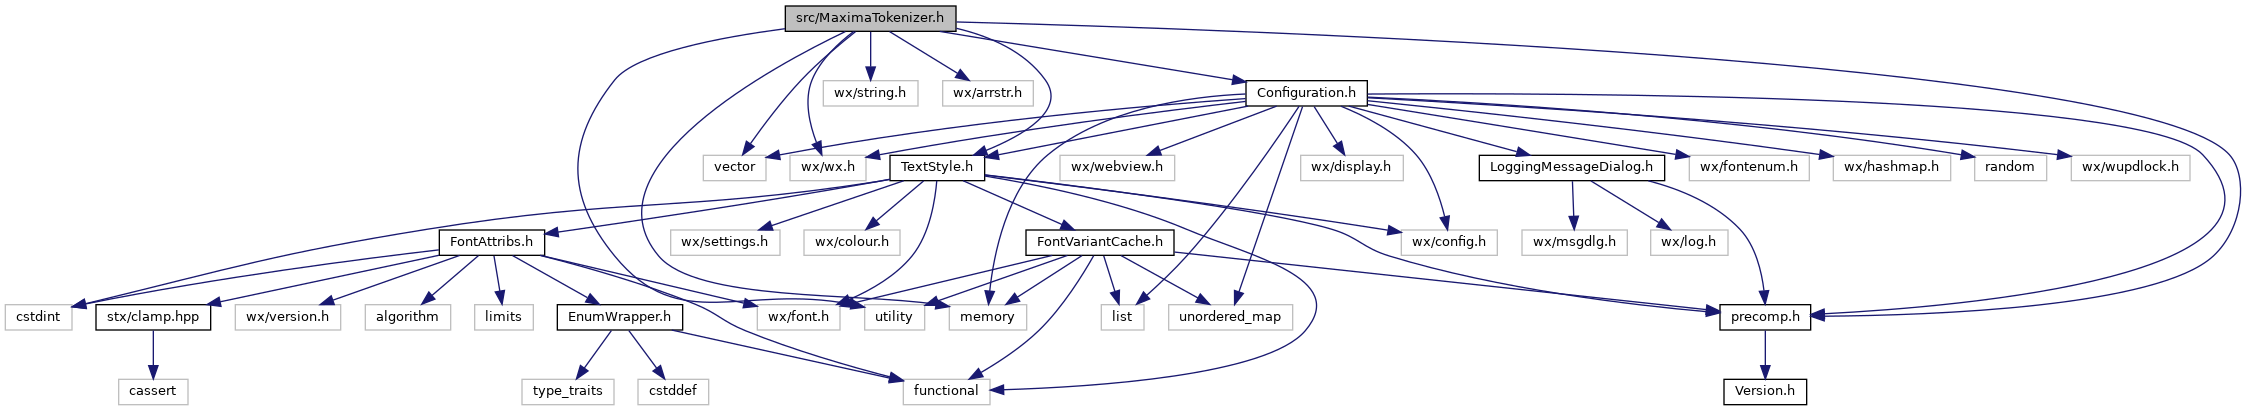 src/MaximaTokenizer.h
wx/string.h
wx/arrstr.h
Configuration.h
vector
wx/wx.h
TextStyle.h
wx/webview.h
wx/display.h
LoggingMessageDialog.h
wx/fontenum.h
wx/hashmap.h
random
wx/wupdlock.h
FontAttribs.h
wx/settings.h
wx/colour.h
FontVariantCache.h
wx/config.h
wx/msgdlg.h
wx/log.h
cstdint
stx/clamp.hpp
wx/version.h
algorithm
limits
EnumWrapper.h
wx/font.h
utility
memory
list
unordered_map
precomp.h
cassert
type_traits
cstddef
functional
Version.h